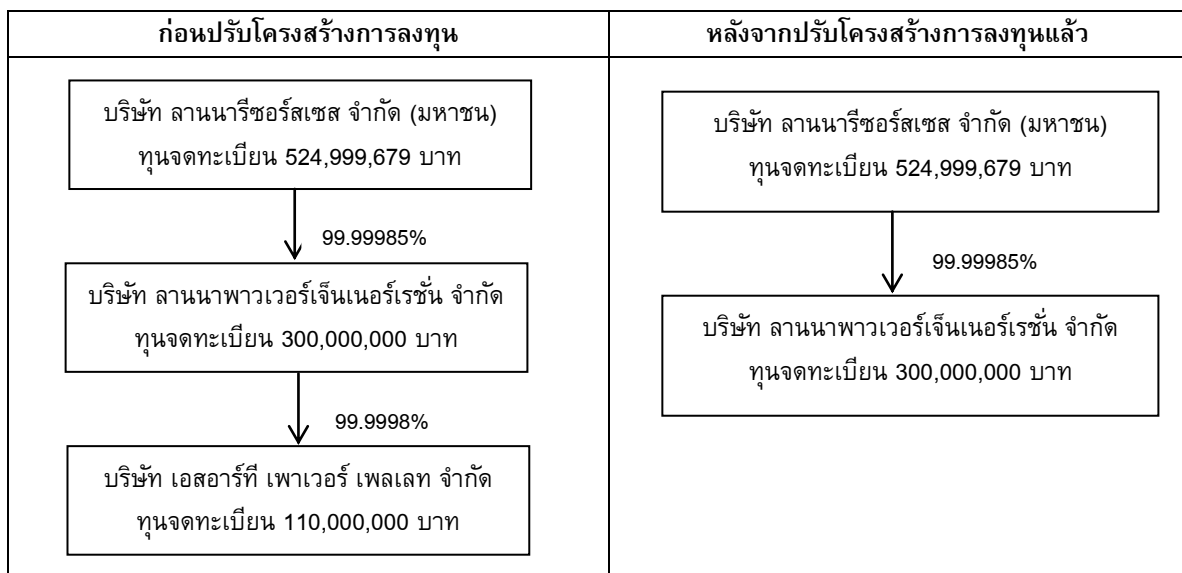 ก่อนปรับโครงสร้างการลงทุน
บริษัท ลานนารีซอร์สเซส จำกัด (มหาชน)
ทุนจดทะเบียน 524,999,679 บาท
99.99985%
บริษัท ลานนาพาวเวอร์เจ็นเนอร์เรชั่น จำกัด
ทุนจดทะเบียน 300,000,000 บาท
99.9998%
บริษัท เอสอาร์ที เพาเวอร์ เพลเลท จำกัด
ทุนจดทะเบียน 110,000,000 บาท
หลังจากปรับโครงสร้างการลงทุนแล้ว
บริษัท ลานนารีซอร์สเซส จำกัด (มหาชน)
ทุนจดทะเบียน 524,999,679 บาท
99.99985%
บริษัท ลานนาพาวเวอร์เจ็นเนอร์เรชั่น จำกัด
ทุนจดทะเบียน 300,000,000 บาท